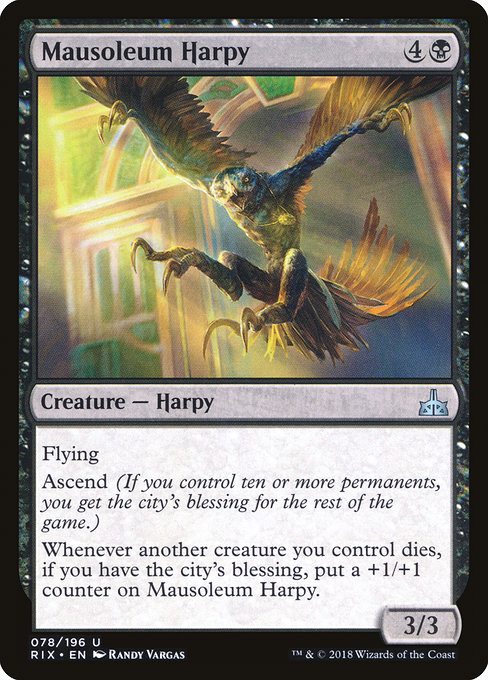 Mausoleum Harpy 4
Creature — Harpy
Flying
Ascend (If you control ten or more permanents,
you get the city's blessing for the rest of the
game.)
Whenever another creature you control dies,
if you have the city's blessing, put a +1/+1
counter on Mausoleum Harpy.
3/3
078/196 U
RIX • EN Randy Vargas
™ & © 2018 Wizards of the Coast